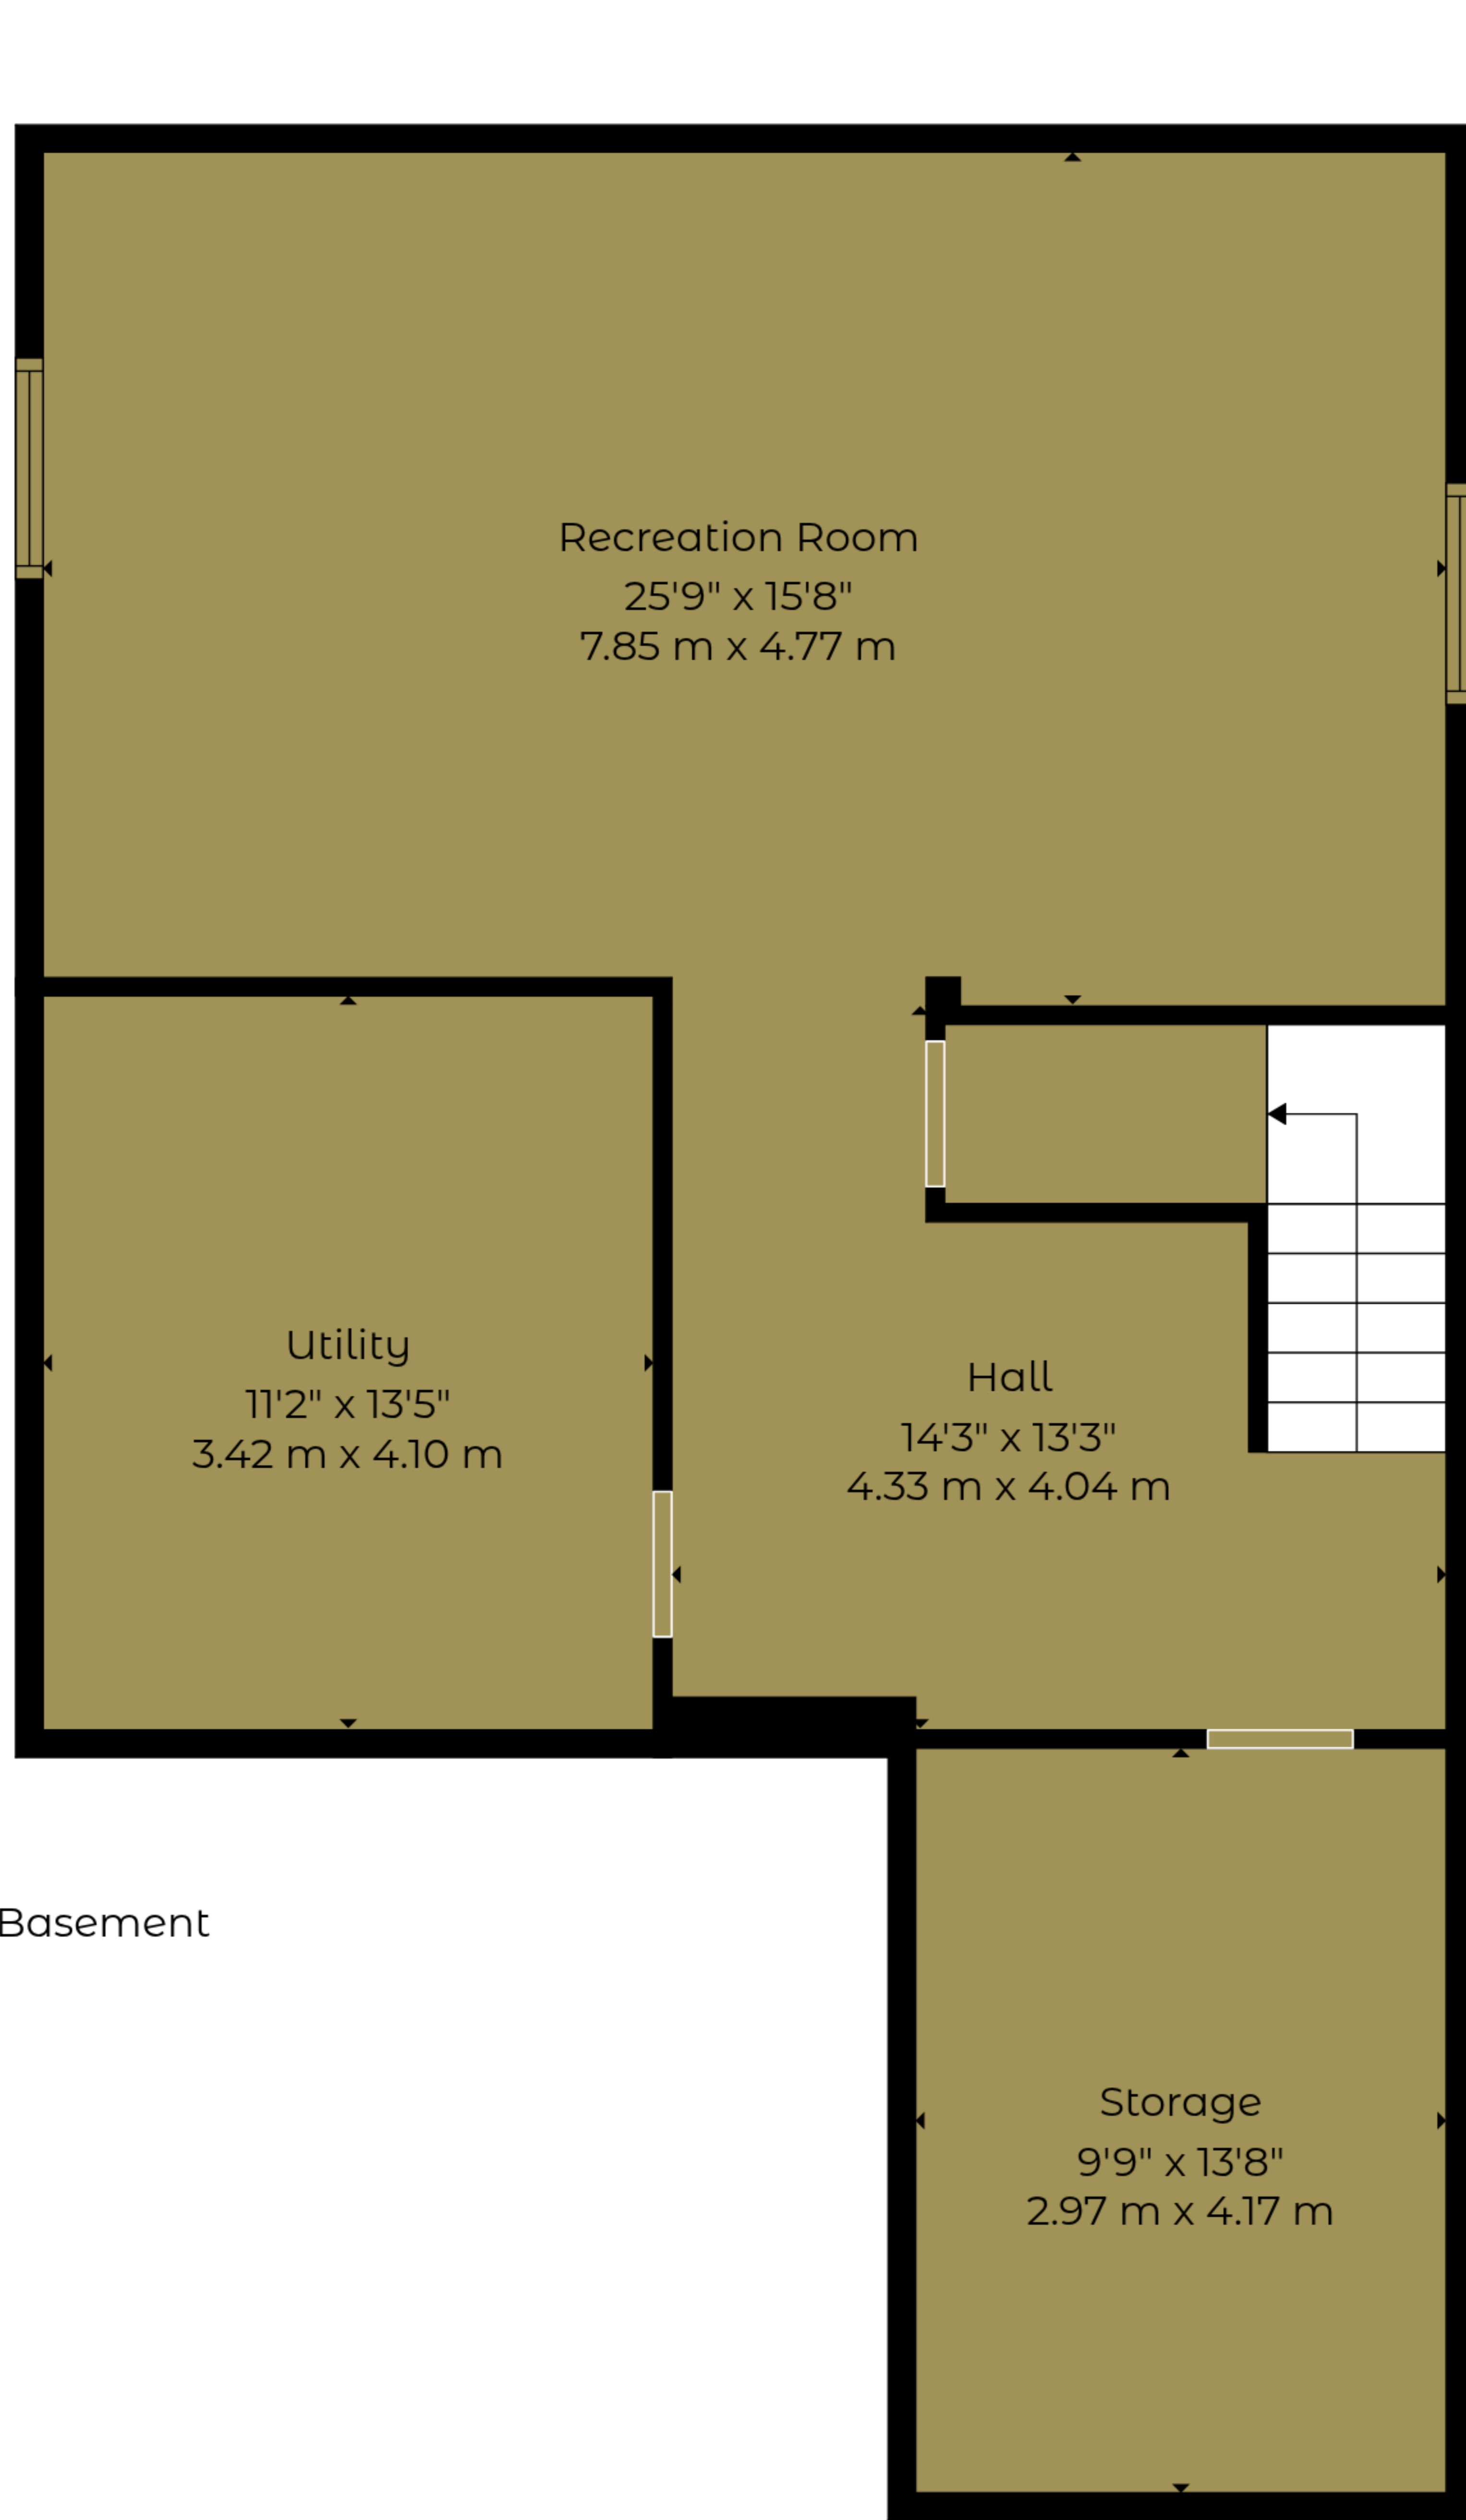 Recreation Room
25'9" x 15'8"
7.85 m x 4.77 m
Utility
11'2" x 13'5"
3.42 m x 4.10 m
Hall
14'3" x 13'3"
4.33 m x 4.04 m
Basement
Storage
9'9" x 13'8"
2.97 m x 4.17 m